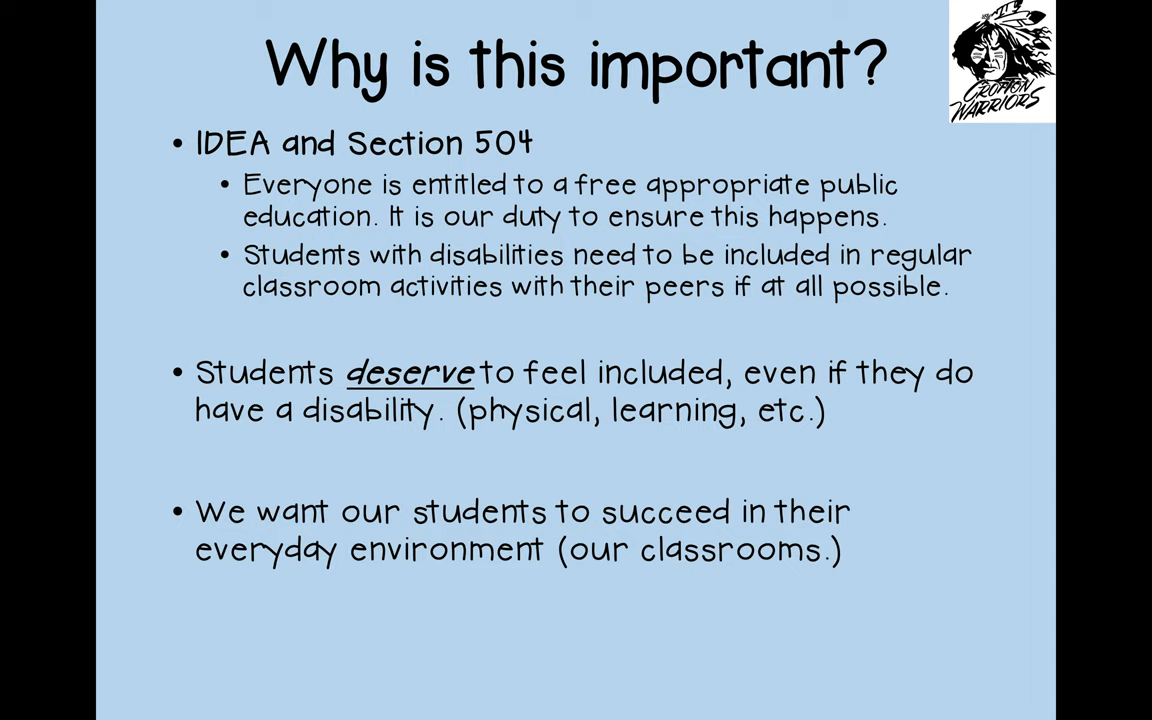 Why is this important?
CROFTON
WARRIORS
• IDEA and Section 504
• Everyone is entitled to a free appropriate public
education. It is our duty to ensure this happens.
• Students with disabilities need to be included in regular
classroom activities with their peers if at all possible.
• Students deserve to feel included, even if they do
have a disability. (physical, learning, etc.)
• We want our students to succeed in their
everyday environment (our classrooms.)